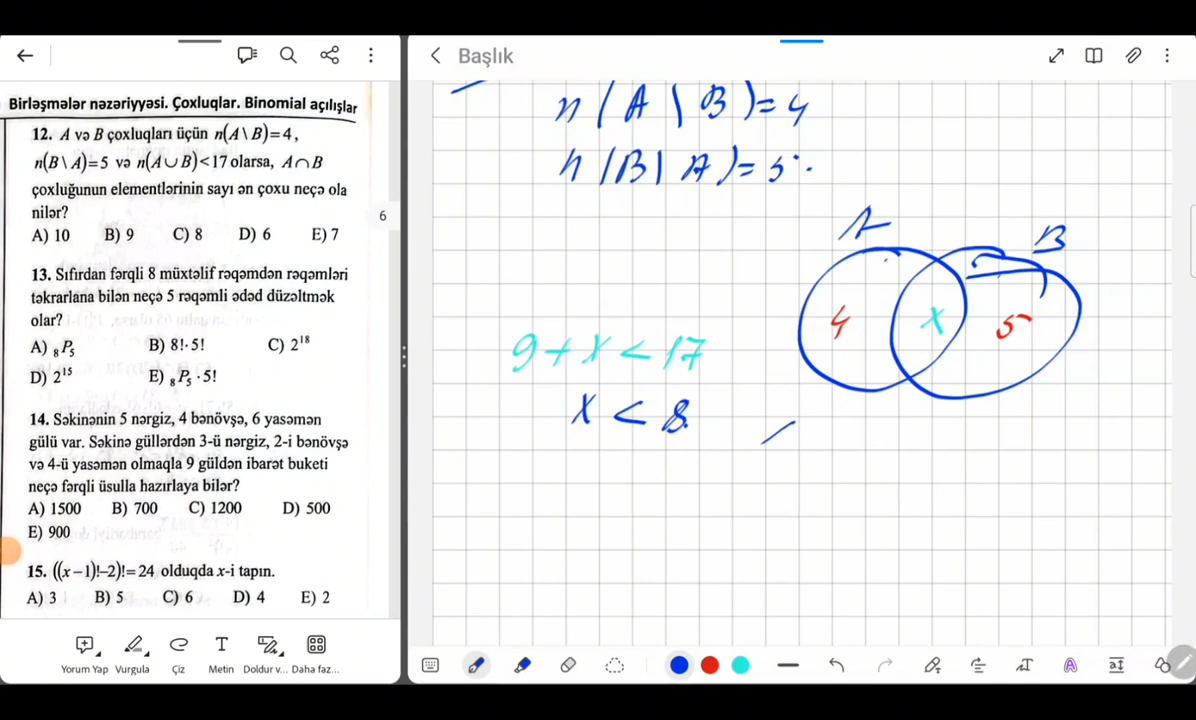 Birləşmələr nəzəriyyəsi. Çoxluqlar. Binomial açılışlar
12. A və B çoxluqları üçün n(A\B)=4,
n(B\A)=5 və n(A∪B)<17 olarsa, A∩B
çoxluğunun elementlərinin sayı ən çoxu neçə ola
nilər?
A) 10 B) 9 C) 8 D) 6 E) 7
13. Sıfırdan fərqli 8 müxtəlif rəqəmdən rəqəmləri
təkrarlana bilən neçə 5 rəqəmli ədəd düzəltmək
olar?
A) ₈P₅ B) 8!·5! C) 2¹⁸
D) 2¹⁵ E) ₈P₅·5!
14. Səkinənin 5 nərgiz, 4 bənövşə, 6 yasəmən
gülü var. Səkinə güllərdən 3-ü nərgiz, 2-i bənövşə
və 4-ü yasəmən olmaqla 9 güldən ibarət buketi
neçə fərqli üsulla hazırlaya bilər?
A) 1500 B) 700 C) 1200 D) 500
E) 900
15. ((x−1)!−2)!=24 olduqda x-i tapın.
A) 3 B) 5 C) 6 D) 4 E) 2
6
Yorum Yap Vurgula Çiz Metin Doldur v... Daha faz...
Başlık
n(A\B)=4
n(B\A)=5
A
B
4 x 5
9+x<17
x<8